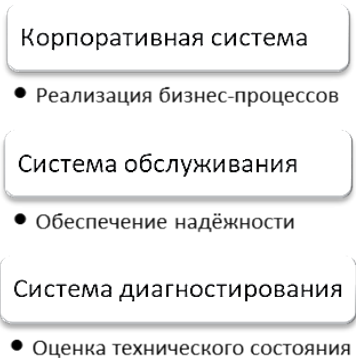 Корпоративная система
• Реализация бизнес-процессов
Система обслуживания
• Обеспечение надёжности
Система диагностирования
• Оценка технического состояния